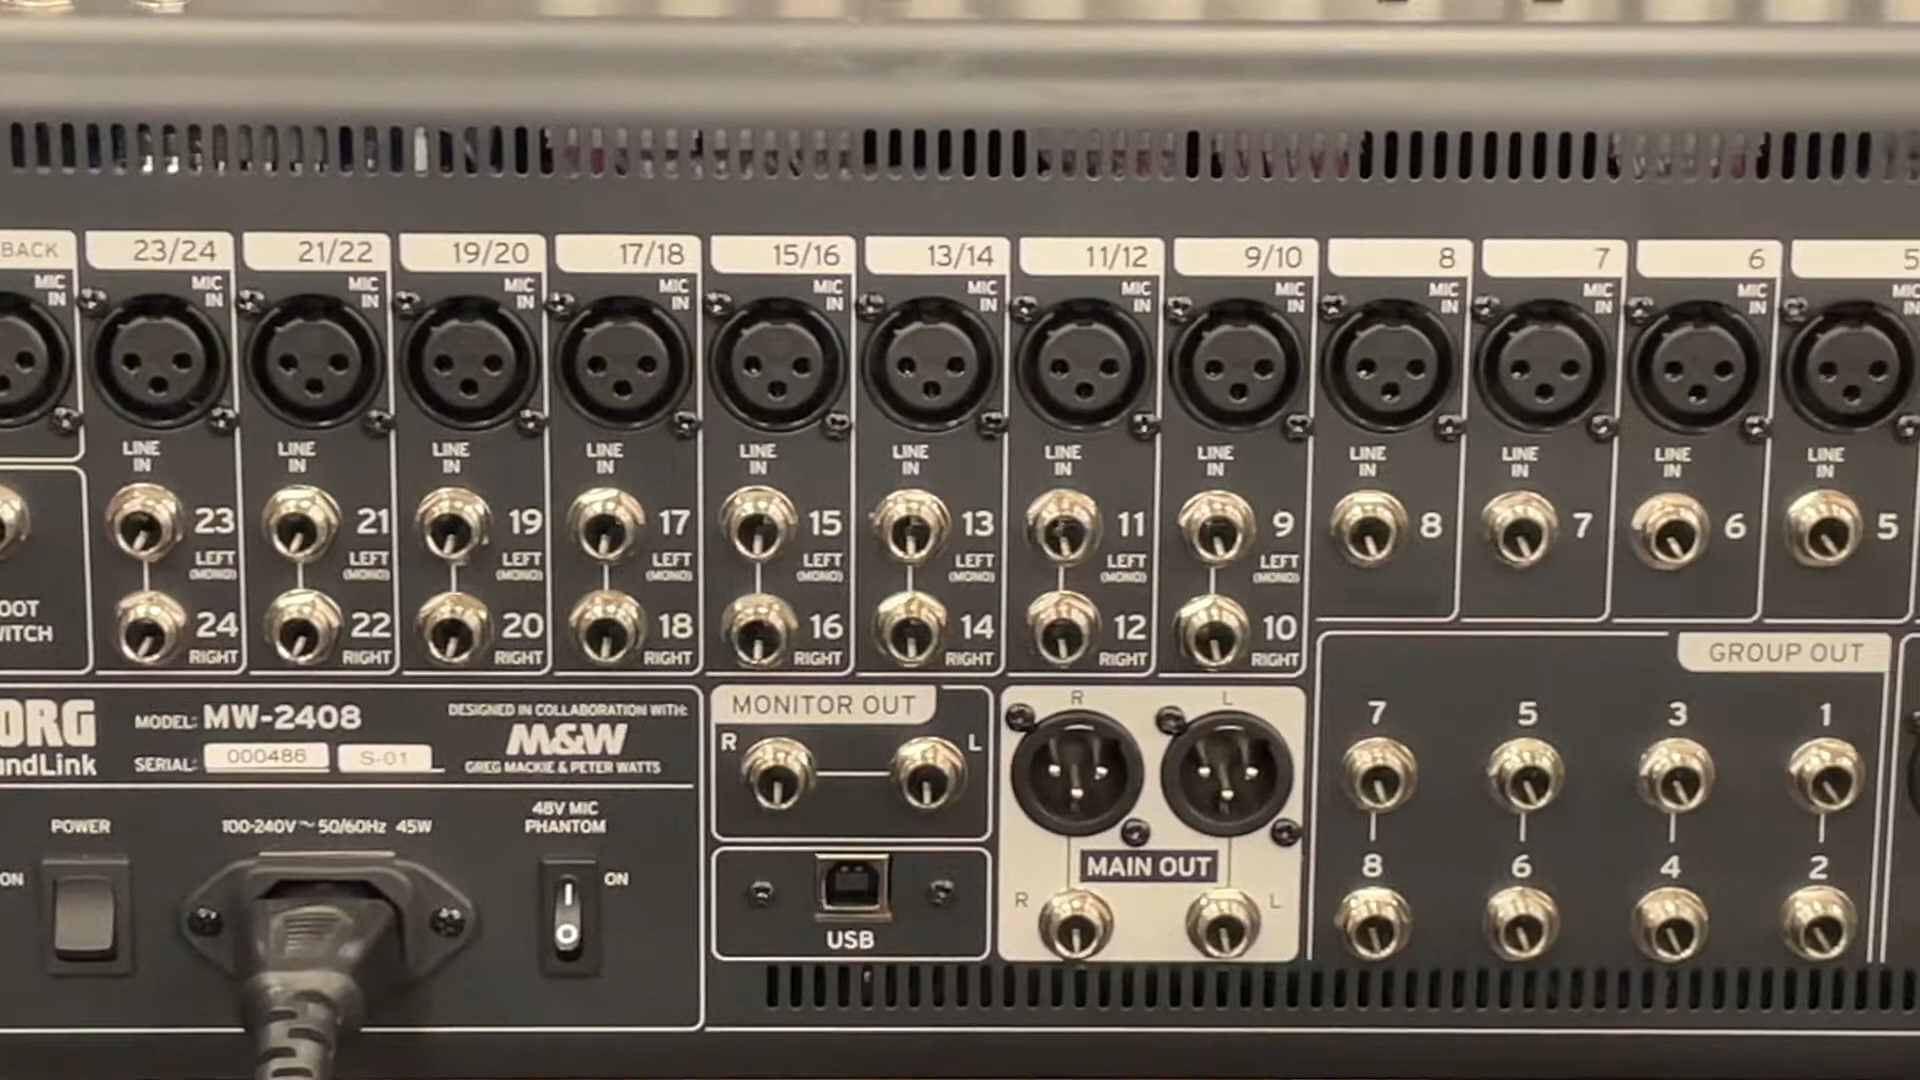 BACK
23/24
21/22
19/20
17/18
15/16
13/14
11/12
9/10
8
7
6
5
MIC IN
MIC IN
MIC IN
MIC IN
MIC IN
MIC IN
MIC IN
MIC IN
MIC IN
MIC IN
MIC IN
MIC IN
MIC IN
LINE IN
LINE IN
LINE IN
LINE IN
LINE IN
LINE IN
LINE IN
LINE IN
LINE IN
LINE IN
LINE IN
LINE IN
23
21
19
17
15
13
11
9
8
7
6
5
LEFT (MONO)
LEFT (MONO)
LEFT (MONO)
LEFT (MONO)
LEFT (MONO)
LEFT (MONO)
LEFT (MONO)
LEFT (MONO)
OOT
WITCH
24
22
20
18
16
14
12
10
RIGHT
RIGHT
RIGHT
RIGHT
RIGHT
RIGHT
RIGHT
RIGHT
ORG
undLink
MODEL: MW-2408
SERIAL: 000486 S-01
DESIGNED IN COLLABORATION WITH:
M&W
GREG MACKIE & PETER WATTS
POWER
ON
100-240V ~ 50/60Hz 45W
48V MIC
PHANTOM
ON
MONITOR OUT
R
L
USB
R
L
MAIN OUT
R
L
GROUP OUT
7
5
3
1
8
6
4
2